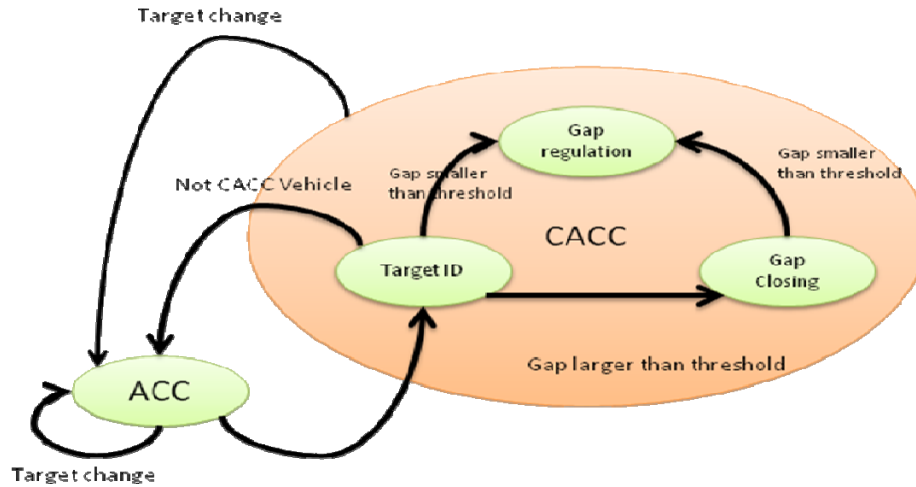 Target change
Gap
regulation
Gap smaller
than threshold
Gap smaller
than threshold
Not CACC Vehicle
CACC
Target ID
Gap
Closing
Gap larger than threshold
ACC
Target change